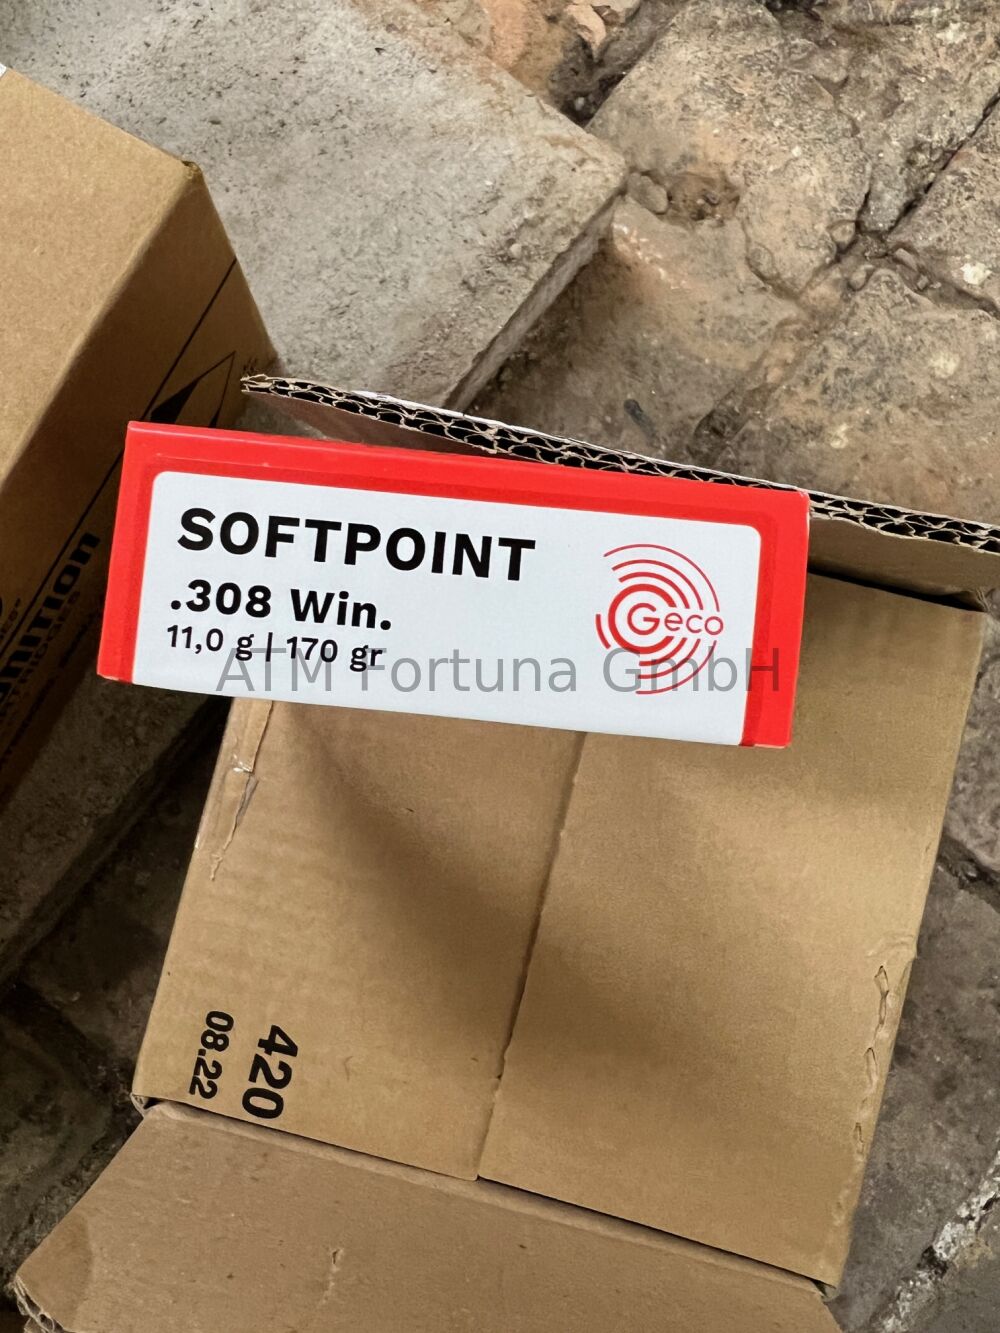 SOFTPOINT
.308 Win.
11,0 g | 170 gr
Geco
ATM Fortuna GmbH
420
08.22